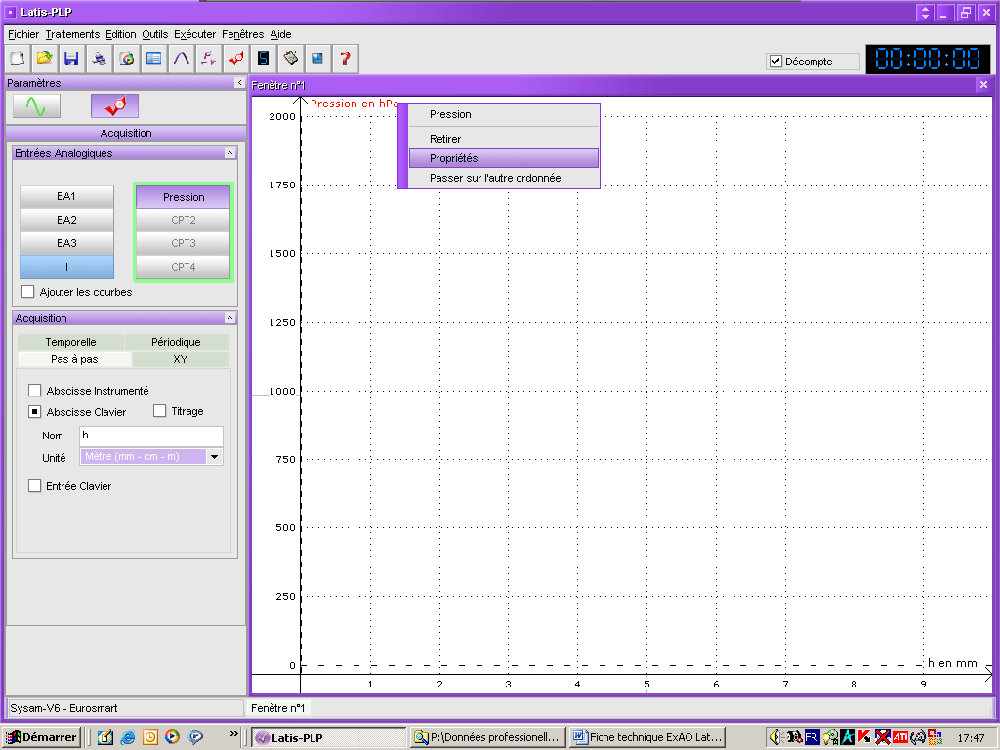 Latis-PLP
Fichier Traitements Edition Outils Exécuter Fenêtres Aide
Décompte
00:00:00
Paramètres
Fenêtre n°1
Acquisition
Entrées Analogiques
EA1
EA2
EA3
I
Pression
CPT2
CPT3
CPT4
Ajouter les courbes
Acquisition
Temporelle
Périodique
Pas à pas
XY
Abscisse Instrumenté
Abscisse Clavier
Titrage
Nom
h
Unité
Mètre (mm - cm - m)
Entrée Clavier
Pression en hPa
Pression
Retirer
Propriétés
Passer sur l'autre ordonnée
2000
1750
1500
1250
1000
750
500
250
0
h en mm
1 2 3 4 5 6 7 8 9
Sysam-V6 - Eurosmart
Fenêtre n°1
Démarrer
Latis-PLP
P:\Données professionell...
Fiche technique ExAO Lat...
FR
17:47